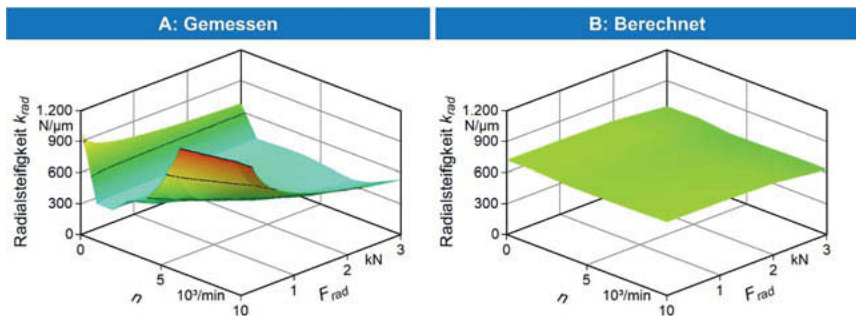 A: Gemessen
B: Berechnet
Radialsteifigkeit k_rad
1.200
N/µm
900
600
300
0
0
5
10
n
10³/min
1
2
3
kN
F_rad
Radialsteifigkeit k_rad
1.200
N/µm
900
600
300
0
0
5
10
n
10³/min
1
2
3
kN
F_rad